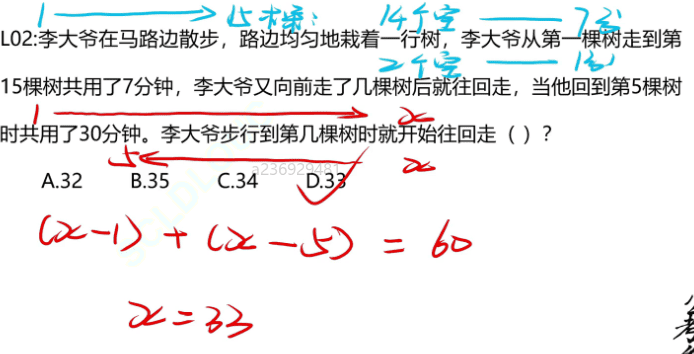 1 → 15棵: 14个空 — 7分
L02:李大爷在马路边散步，路边均匀地栽着一行树，李大爷从第一棵树走到第
2个空 — 1分
15棵树共用了7分钟，李大爷又向前走了几棵树后就往回走，当他回到第5棵树
1 → x
时共用了30分钟。李大爷步行到第几棵树时就开始往回走（ ）？
5 ← x
a236929481
A.32 B.35 C.34 D.33
(x-1) + (x-5) = 60
x=33